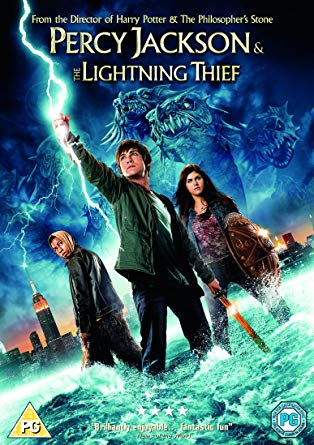 From the Director of Harry Potter & The Philosopher's Stone
PERCY JACKSON &
THE LIGHTNING THIEF
"Brilliantly enjoyable... fantastic fun"
PG
PG